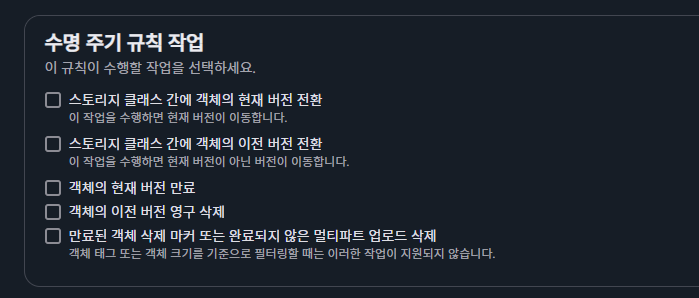 수명 주기 규칙 작업
이 규칙이 수행할 작업을 선택하세요.
스토리지 클래스 간에 객체의 현재 버전 전환
이 작업을 수행하면 현재 버전이 이동합니다.
스토리지 클래스 간에 객체의 이전 버전 전환
이 작업을 수행하면 현재 버전이 아닌 버전이 이동합니다.
객체의 현재 버전 만료
객체의 이전 버전 영구 삭제
만료된 객체 삭제 마커 또는 완료되지 않은 멀티파트 업로드 삭제
객체 태그 또는 객체 크기를 기준으로 필터링할 때는 이러한 작업이 지원되지 않습니다.